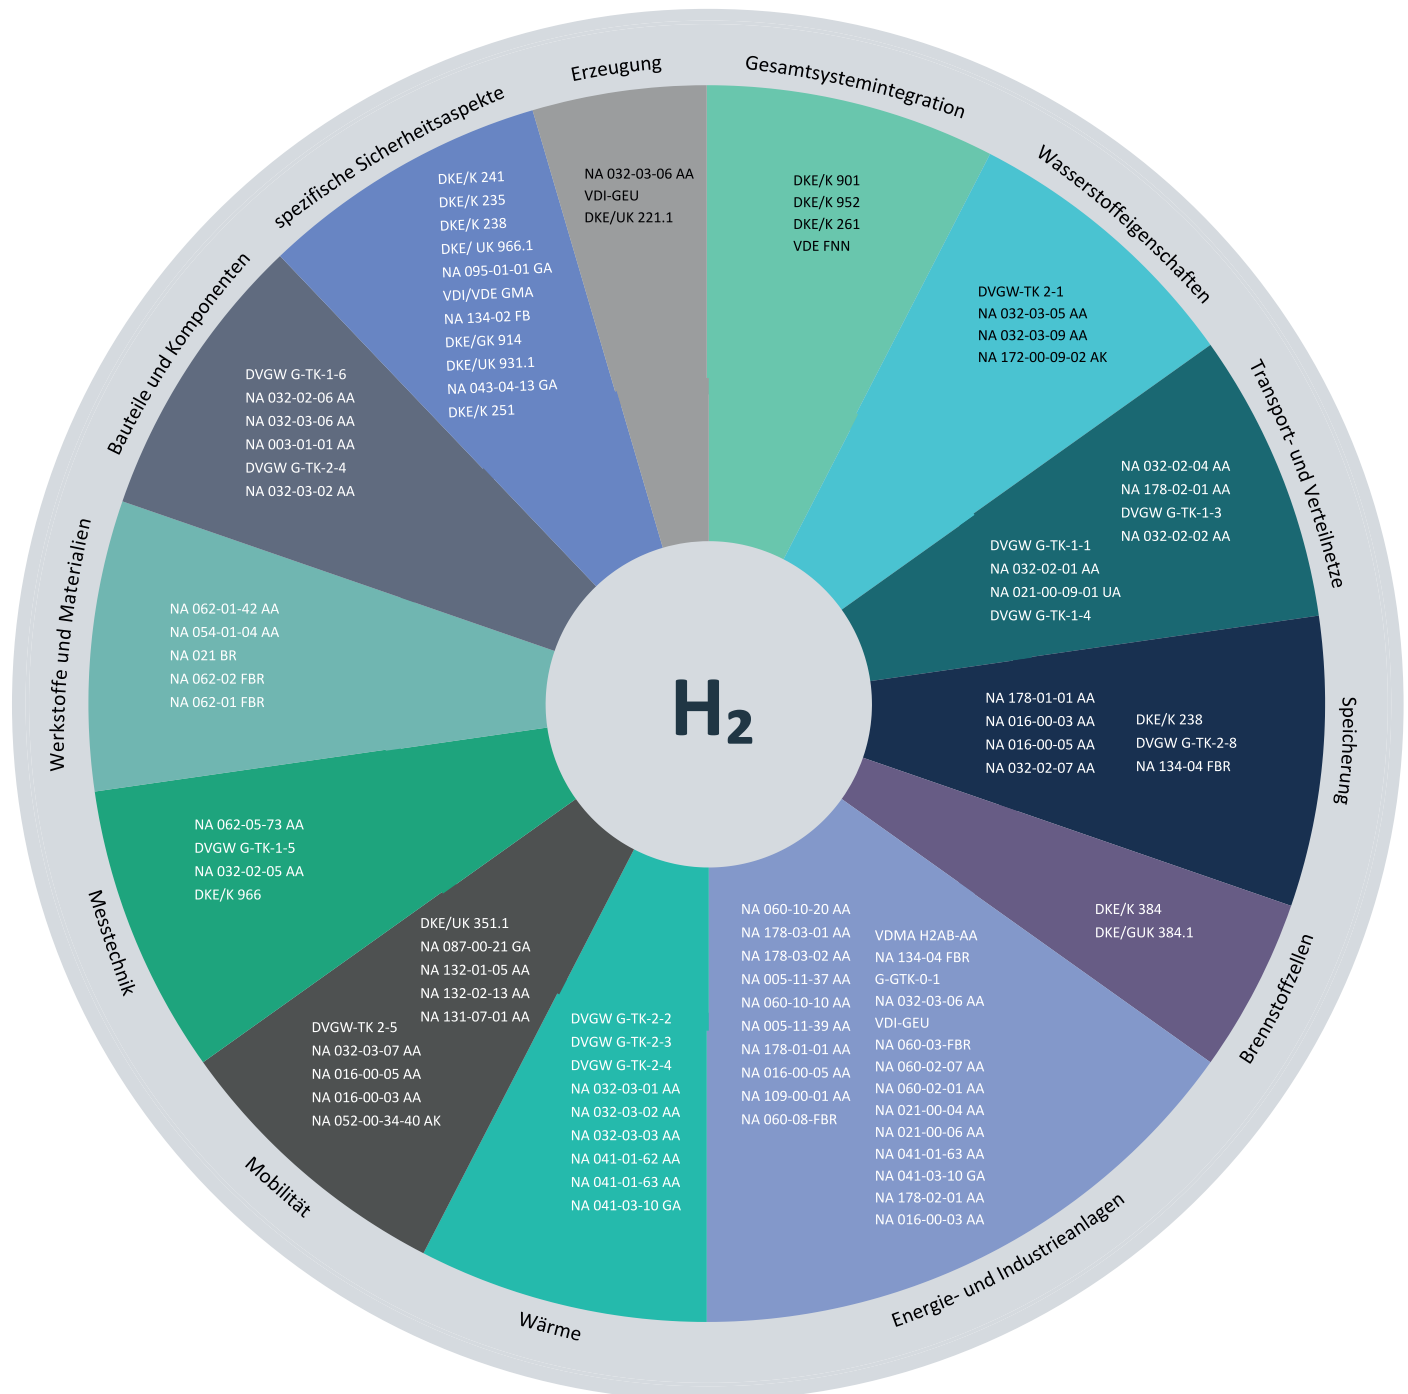 Gesamtsystemintegration
DKE/K 901
DKE/K 952
DKE/K 261
VDE FNN
Wasserstoffeigenschaften
DVGW-TK 2-1
NA 032-03-05 AA
NA 032-03-09 AA
NA 172-00-09-02 AK
Transport- und Verteilnetze
NA 032-02-04 AA
NA 178-02-01 AA
DVGW G-TK-1-3
NA 032-02-02 AA
DVGW G-TK-1-1
NA 032-02-01 AA
NA 021-00-09-01 UA
DVGW G-TK-1-4
Speicherung
NA 178-01-01 AA
NA 016-00-03 AA
NA 016-00-05 AA
NA 032-02-07 AA
DKE/K 238
DVGW G-TK-2-8
NA 134-04 FBR
Brennstoffzellen
DKE/K 384
DKE/GUK 384.1
Energie- und Industrieanlagen
NA 060-10-20 AA
NA 178-03-01 AA
NA 178-03-02 AA
NA 005-11-37 AA
NA 060-10-10 AA
NA 005-11-39 AA
NA 178-01-01 AA
NA 016-00-05 AA
NA 109-00-01 AA
NA 060-08-FBR
VDMA H2AB-AA
NA 134-04 FBR
G-GTK-0-1
NA 032-03-06 AA
VDI-GEU
NA 060-03-FBR
NA 060-02-07 AA
NA 060-02-01 AA
NA 021-00-04 AA
NA 021-00-06 AA
NA 041-01-63 AA
NA 041-03-10 GA
NA 178-02-01 AA
NA 016-00-03 AA
Wärme
DVGW G-TK-2-2
DVGW G-TK-2-3
DVGW G-TK-2-4
NA 032-03-01 AA
NA 032-03-02 AA
NA 032-03-03 AA
NA 041-01-62 AA
NA 041-01-63 AA
NA 041-03-10 GA
Mobilität
DKE/UK 351.1
NA 087-00-21 GA
NA 132-01-05 AA
NA 132-02-13 AA
NA 131-07-01 AA
DVGW-TK 2-5
NA 032-03-07 AA
NA 016-00-05 AA
NA 016-00-03 AA
NA 052-00-34-40 AK
Messtechnik
NA 062-05-73 AA
DVGW G-TK-1-5
NA 032-02-05 AA
DKE/K 966
Werkstoffe und Materialien
NA 062-01-42 AA
NA 054-01-04 AA
NA 021 BR
NA 062-02 FBR
NA 062-01 FBR
Bauteile und Komponenten
DVGW G-TK-1-6
NA 032-02-06 AA
NA 032-03-06 AA
NA 003-01-01 AA
DVGW G-TK-2-4
NA 032-03-02 AA
spezifische Sicherheitsaspekte
DKE/K 241
DKE/K 235
DKE/K 238
DKE/ UK 966.1
NA 095-01-01 GA
VDI/VDE GMA
NA 134-02 FB
DKE/GK 914
DKE/UK 931.1
NA 043-04-13 GA
DKE/K 251
Erzeugung
NA 032-03-06 AA
VDI-GEU
DKE/UK 221.1
H₂